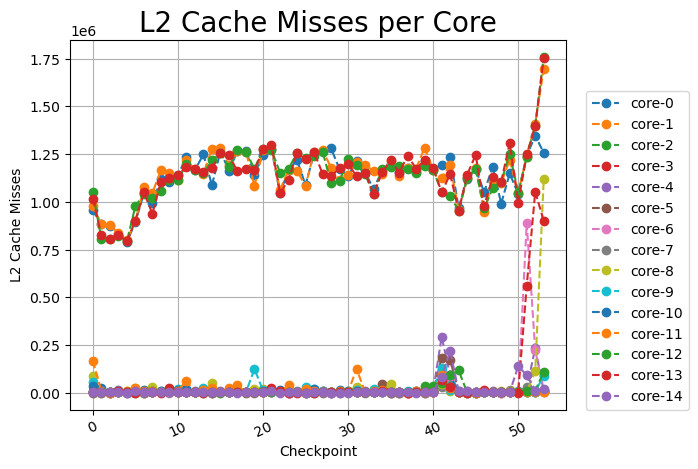 L2 Cache Misses per Core
1e6
1.75
1.50
1.25
1.00
0.75
0.50
0.25
0.00
L2 Cache Misses
0
10
20
30
40
50
Checkpoint
core-0
core-1
core-2
core-3
core-4
core-5
core-6
core-7
core-8
core-9
core-10
core-11
core-12
core-13
core-14